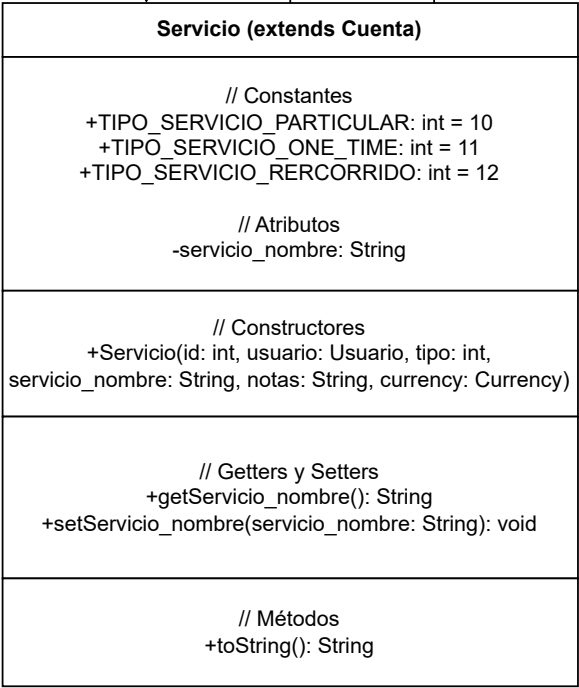 Servicio (extends Cuenta)
// Constantes
+TIPO_SERVICIO_PARTICULAR: int = 10
+TIPO_SERVICIO_ONE_TIME: int = 11
+TIPO_SERVICIO_RERCORRIDO: int = 12
// Atributos
-servicio_nombre: String
// Constructores
+Servicio(id: int, usuario: Usuario, tipo: int,
servicio_nombre: String, notas: String, currency: Currency)
// Getters y Setters
+getServicio_nombre(): String
+setServicio_nombre(servicio_nombre: String): void
// Métodos
+toString(): String